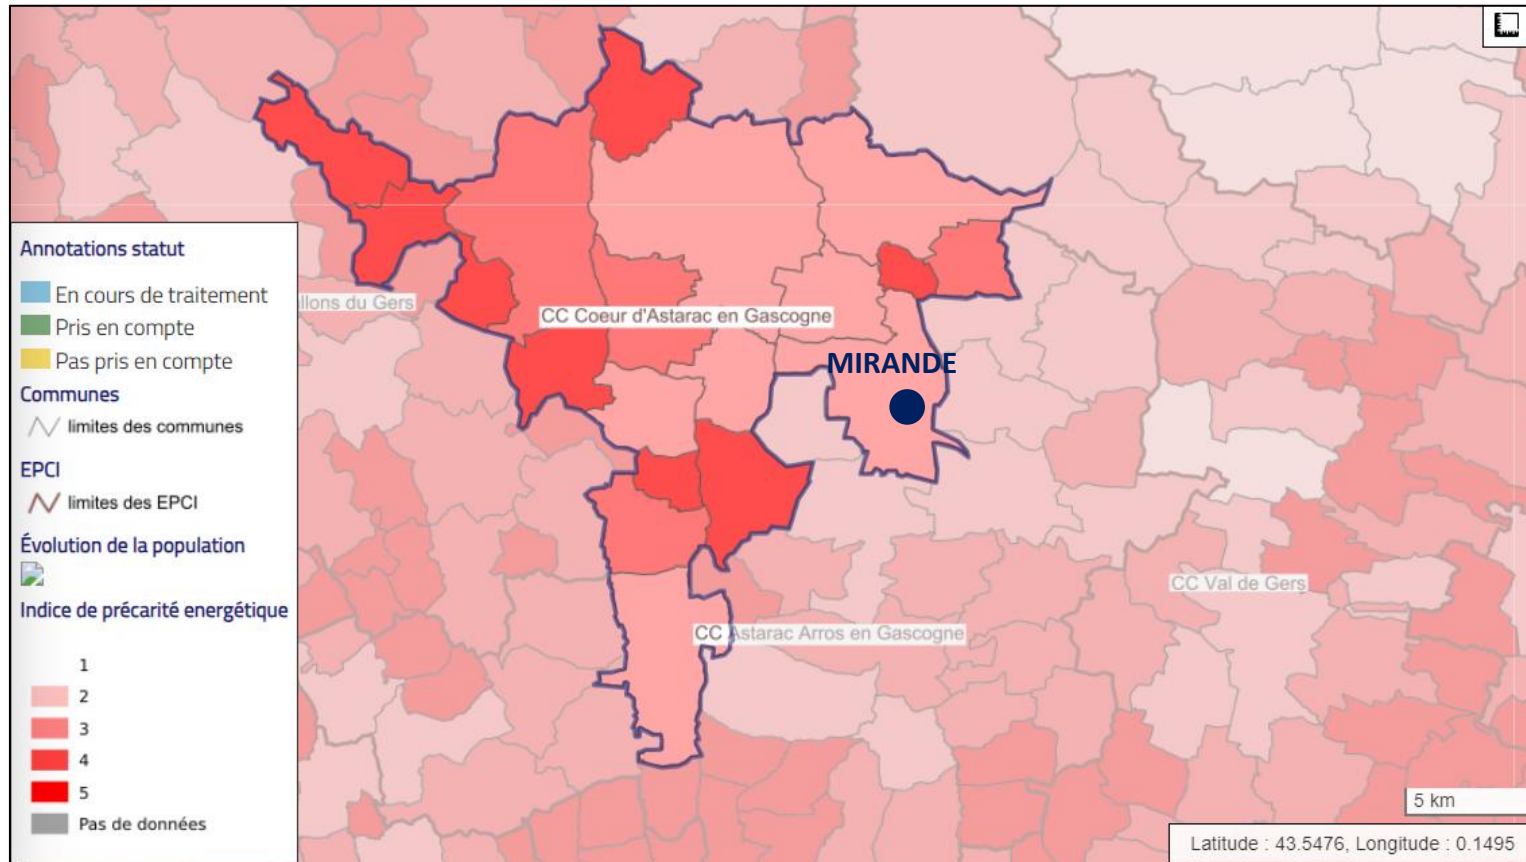 Annotations statut
En cours de traitement
Pris en compte
Pas pris en compte
Communes
limites des communes
EPCI
limites des EPCI
Évolution de la population
Indice de précarité energétique
1
2
3
4
5
Pas de données
llons du Gers
CC Coeur d'Astarac en Gascogne
MIRANDE
CC Val de Gers
CC Astarac Arros en Gascogne
5 km
Latitude : 43.5476, Longitude : 0.1495